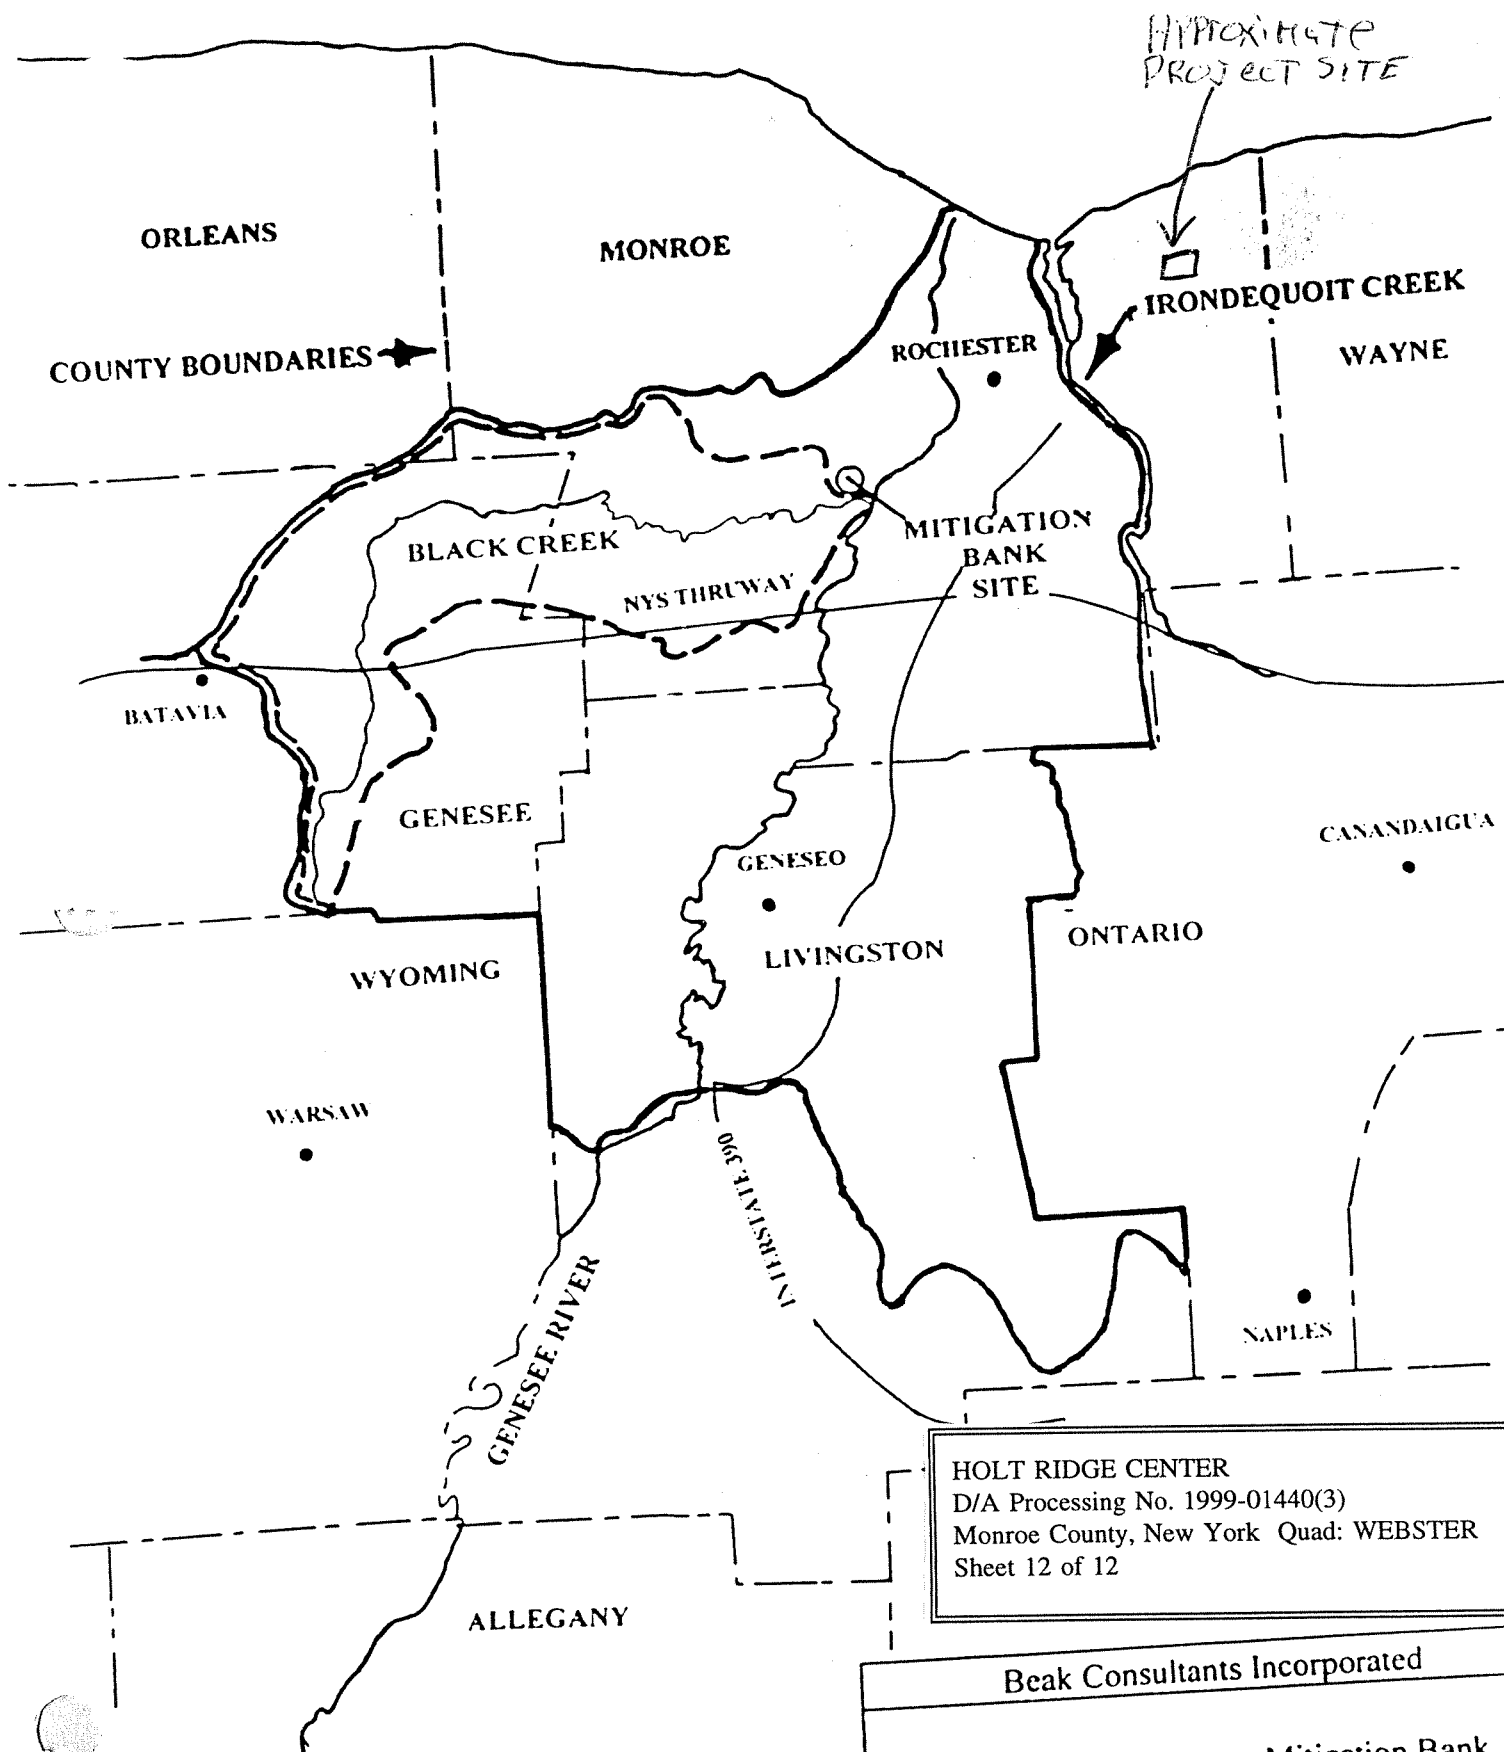 Approximate
PROJECT SITE
ORLEANS
MONROE
IRONDEQUOIT CREEK
COUNTY BOUNDARIES
ROCHESTER
WAYNE
MITIGATION
BANK
SITE
BLACK CREEK
NYS THRUWAY
BATAVIA
GENESEE
CANANDAIGUA
GENESEO
ONTARIO
LIVINGSTON
WYOMING
WARSAW
INTERSTATE 390
GENESEE RIVER
NAPLES
HOLT RIDGE CENTER
D/A Processing No. 1999-01440(3)
Monroe County, New York Quad: WEBSTER
Sheet 12 of 12
ALLEGANY
Beak Consultants Incorporated
Mitigation Bank